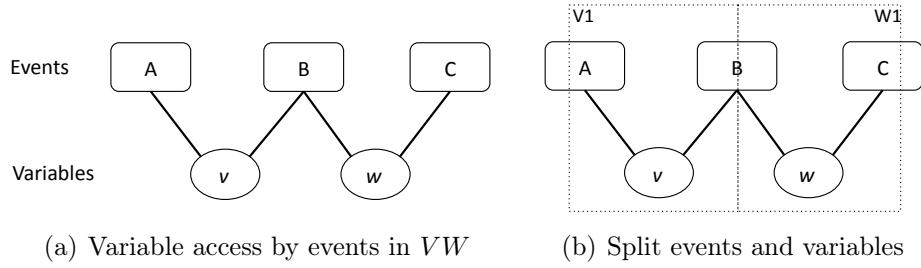 V1 W1
Events A B C A B C
Variables v w v w
(a) Variable access by events in VW (b) Split events and variables